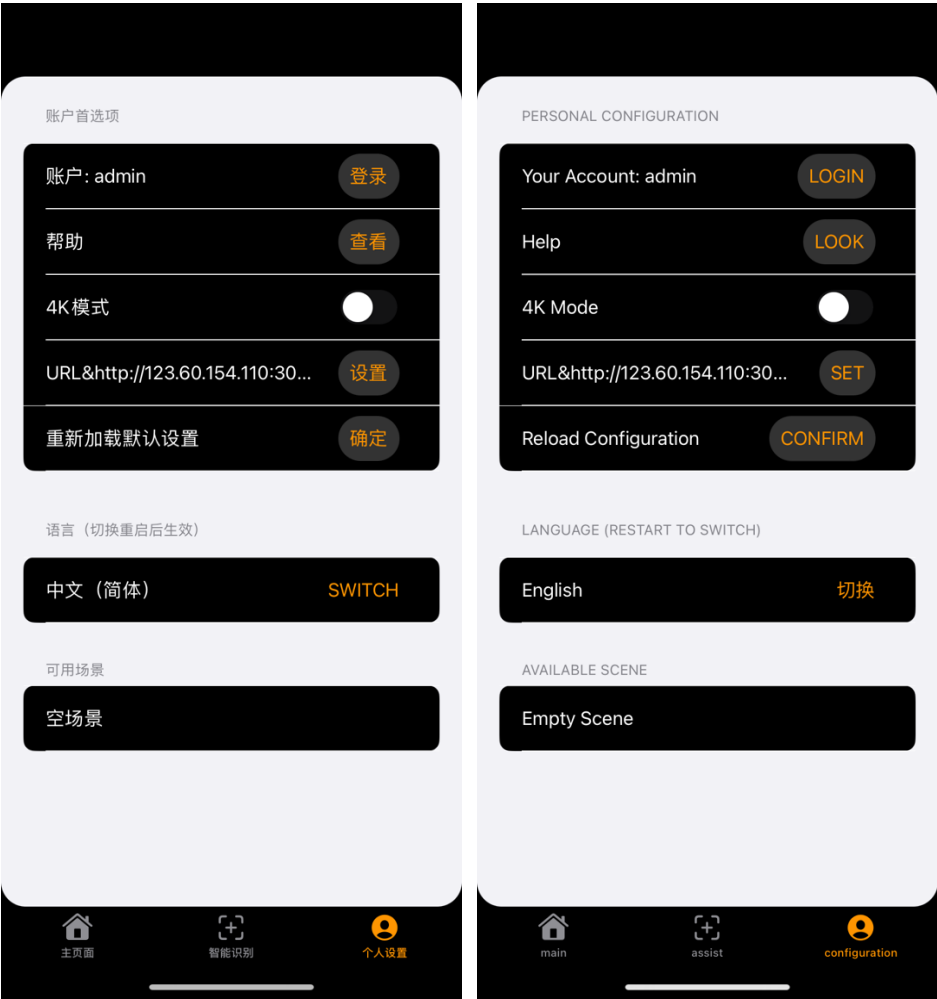 账户首选项
账户: admin
登录
帮助
查看
4K模式
URL&http://123.60.154.110:30...
设置
重新加载默认设置
确定
语言（切换重启后生效）
中文（简体）
SWITCH
可用场景
空场景
主页面
智能识别
个人设置
PERSONAL CONFIGURATION
Your Account: admin
LOGIN
Help
LOOK
4K Mode
URL&http://123.60.154.110:30...
SET
Reload Configuration
CONFIRM
LANGUAGE (RESTART TO SWITCH)
English
切换
AVAILABLE SCENE
Empty Scene
main
assist
configuration